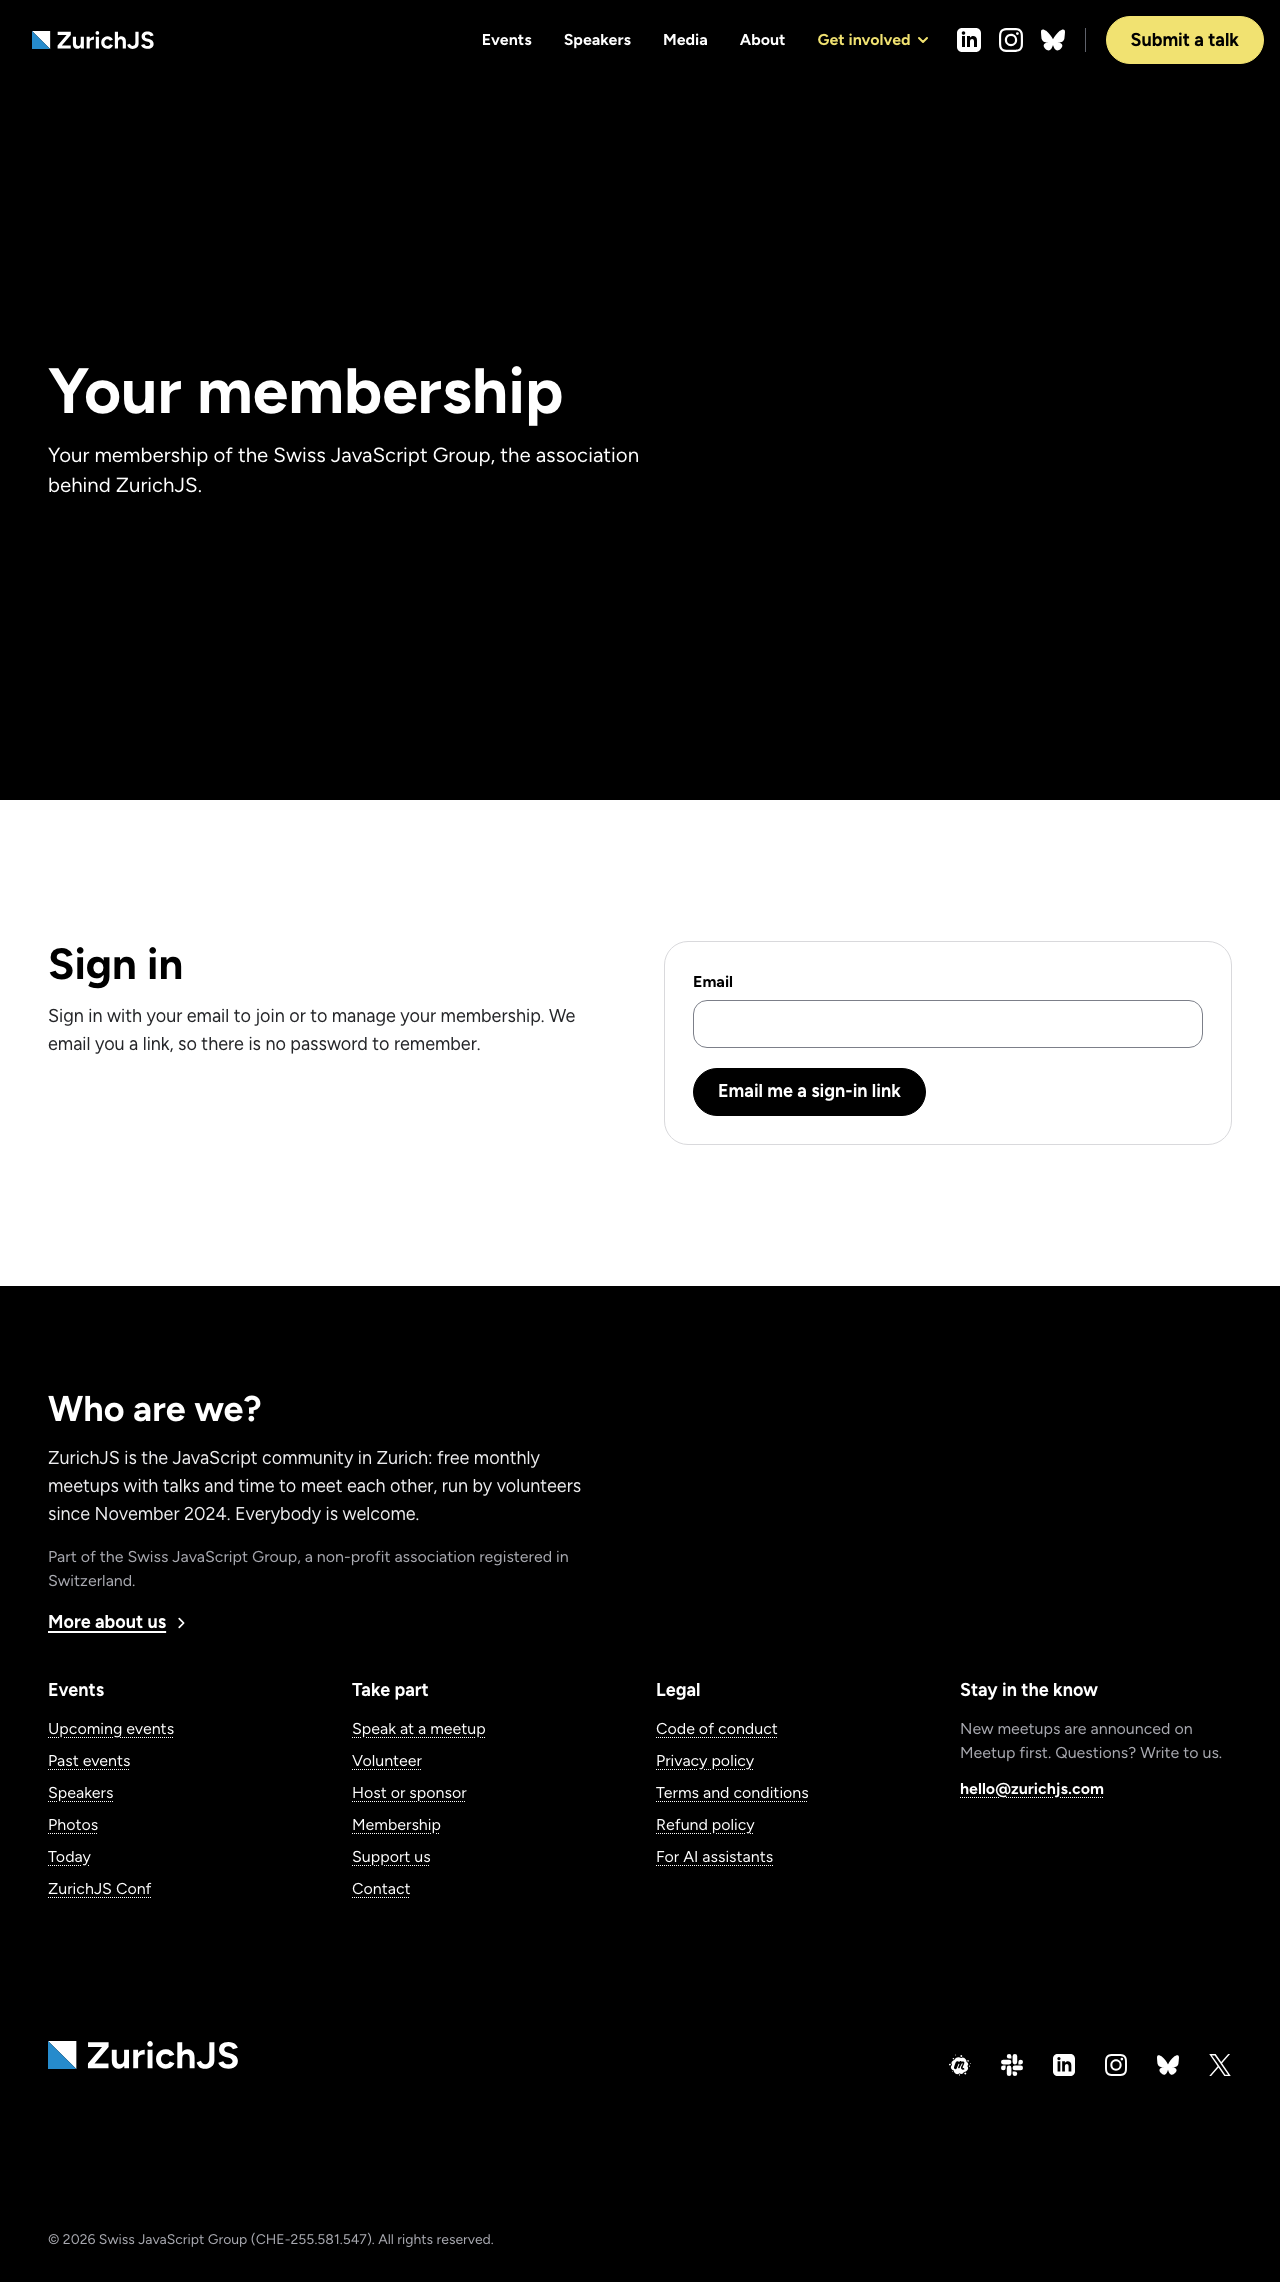 ZurichJS
Events
Speakers
Media
About
Get involved
Submit a talk
Your membership
Your membership of the Swiss JavaScript Group, the association
behind ZurichJS.
Sign in
Sign in with your email to join or to manage your membership. We
email you a link, so there is no password to remember.
Email
Email me a sign-in link
Who are we?
ZurichJS is the JavaScript community in Zurich: free monthly
meetups with talks and time to meet each other, run by volunteers
since November 2024. Everybody is welcome.
Part of the Swiss JavaScript Group, a non-profit association registered in
Switzerland.
More about us
Events
Upcoming events
Past events
Speakers
Photos
Today
ZurichJS Conf
Take part
Speak at a meetup
Volunteer
Host or sponsor
Membership
Support us
Contact
Legal
Code of conduct
Privacy policy
Terms and conditions
Refund policy
For AI assistants
Stay in the know
New meetups are announced on
Meetup first. Questions? Write to us.
hello@zurichjs.com
ZurichJS
© 2026 Swiss JavaScript Group (CHE-255.581.547). All rights reserved.